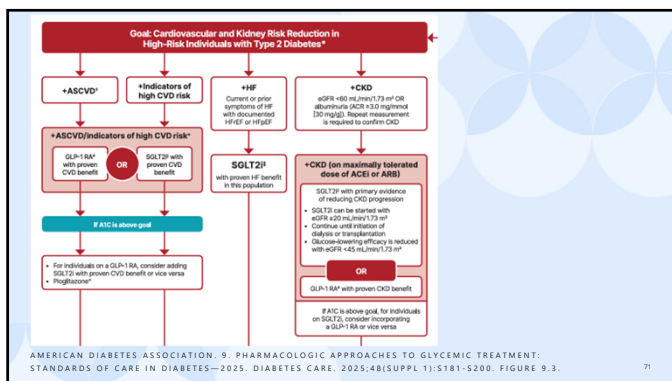 Goal: Cardiovascular and Kidney Risk Reduction in
High-Risk Individuals with Type 2 Diabetes*
+ASCVD†
+Indicators of
high CVD risk
+HF
Current or prior
symptoms of HF
with documented
HFrEF or HFpEF
+CKD
eGFR <60 mL/min/1.73 m² OR
albuminuria (ACR ≥3.0 mg/mmol
[30 mg/g]). Repeat measurement
is required to confirm CKD
+ASCVD/indicators of high CVD risk
GLP-1 RA
with proven
CVD benefit
OR
SGLT2i with
proven CVD
benefit
If A1C is above goal
• For individuals on a GLP-1 RA, consider adding
SGLT2i with proven CVD benefit or vice versa
• Pioglitazone^
SGLT2i
with proven HF benefit
in this population
+CKD (on maximally tolerated
dose of ACEi or ARB)
SGLT2i with primary evidence
of reducing CKD progression
• SGLT2i can be started with
eGFR ≥20 mL/min/1.73 m²
• Continue until initiation of
dialysis or transplantation
• Glucose-lowering efficacy is reduced
with eGFR <45 mL/min/1.73 m²
OR
GLP-1 RA with proven CKD benefit
If A1C is above goal, for individuals
on SGLT2i, consider incorporating
a GLP-1 RA or vice versa
AMERICAN DIABETES ASSOCIATION. 9. PHARMACOLOGIC APPROACHES TO GLYCEMIC TREATMENT:
STANDARDS OF CARE IN DIABETES—2025. DIABETES CARE. 2025;48(SUPPL 1):S181-S200. FIGURE 9.3.
71